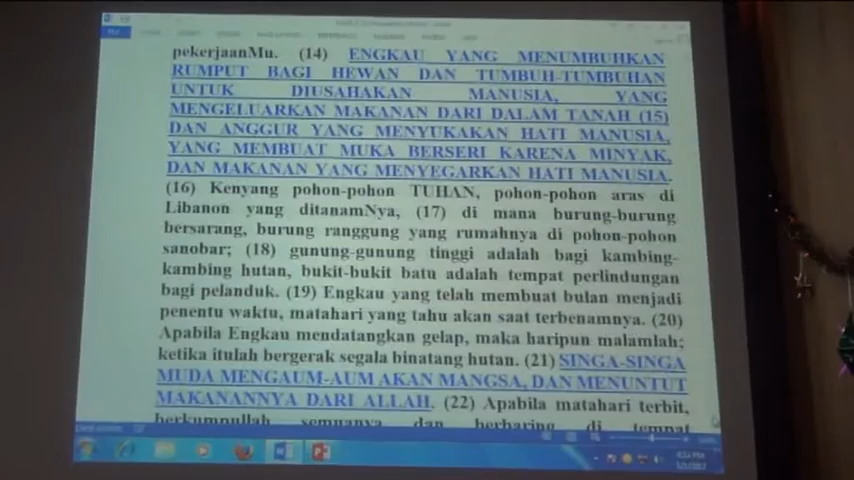 pekerjaanMu. (14) ENGKAU YANG MENUMBUHKAN
RUMPUT BAGI HEWAN DAN TUMBUH-TUMBUHAN
UNTUK DIUSAHAKAN MANUSIA, YANG
MENGELUARKAN MAKANAN DARI DALAM TANAH (15)
DAN ANGGUR YANG MENYUKAKAN HATI MANUSIA,
YANG MEMBUAT MUKA BERSERI KARENA MINYAK,
DAN MAKANAN YANG MENYEGARKAN HATI MANUSIA.
(16) Kenyang pohon-pohon TUHAN, pohon-pohon aras di
Libanon yang ditanamNya, (17) di mana burung-burung
bersarang, burung ranggung yang rumahnya di pohon-pohon
sanobar; (18) gunung-gunung tinggi adalah bagi kambing-
kambing hutan, bukit-bukit batu adalah tempat perlindungan
bagi pelanduk. (19) Engkau yang telah membuat bulan menjadi
penentu waktu, matahari yang tahu akan saat terbenamnya. (20)
Apabila Engkau mendatangkan gelap, maka haripun malamlah;
ketika itulah bergerak segala binatang hutan. (21) SINGA-SINGA
MUDA MENGAUM-AUM AKAN MANGSA, DAN MENUNTUT
MAKANANNYA DARI ALLAH. (22) Apabila matahari terbit,
berkumpullah semuanya dan berbaring di tempat